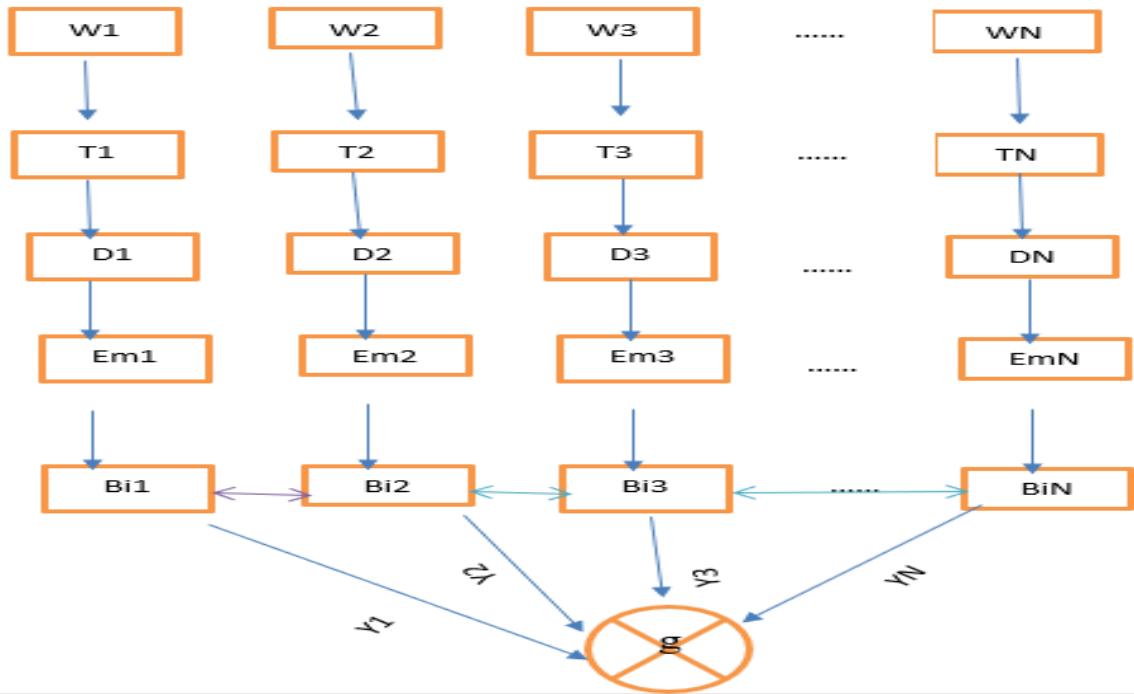 W1 W2 W3 ...... WN
T1 T2 T3 ...... TN
D1 D2 D3 ...... DN
Em1 Em2 Em3 ...... EmN
Bi1 Bi2 Bi3 ...... BiN
Y1 Y2 Y3 YN
g